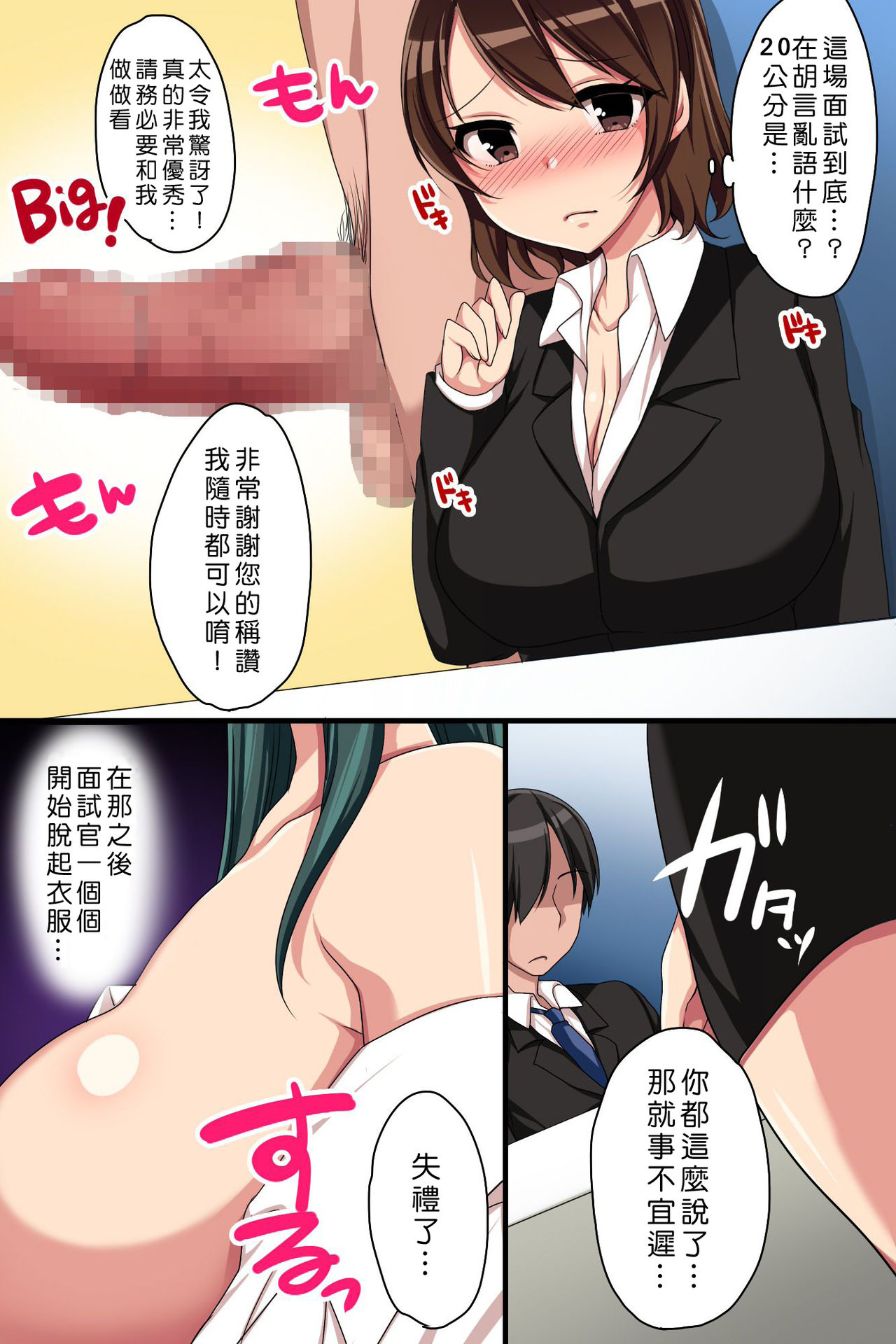 這場面試到底…？
在胡言亂語什麼？
20公分是…
太令我驚訝了！
真的非常優秀…
請務必要和我
做做看
もん
Big!
ドキ
ドキ
ドキ
もん
非常謝謝您的稱讚
我隨時都可以唷！
ガタッ
你都這麼說了…
那就事不宜遲…
在那之後
面試官一個個
開始脫起衣服…
失禮了…
するっ